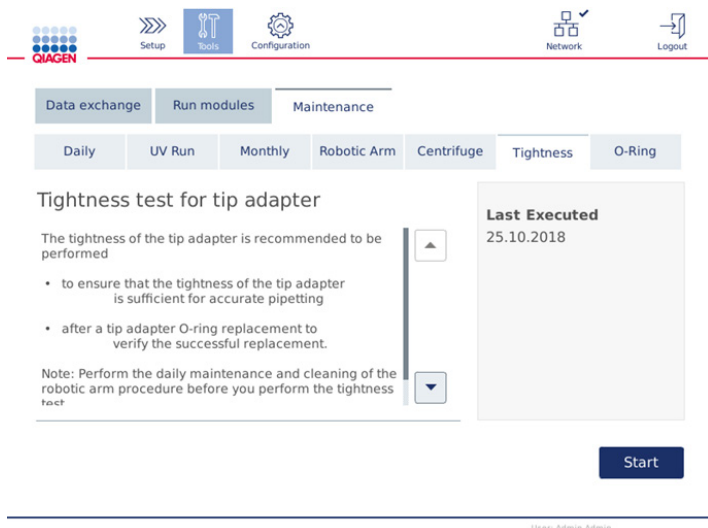 QIAGEN
Setup
Tools
Configuration
Network
Logout
Data exchange
Run modules
Maintenance
Daily
UV Run
Monthly
Robotic Arm
Centrifuge
Tightness
O-Ring
Tightness test for tip adapter
The tightness of the tip adapter is recommended to be
performed
• to ensure that the tightness of the tip adapter
is sufficient for accurate pipetting
• after a tip adapter O-ring replacement to
verify the successful replacement.
Note: Perform the daily maintenance and cleaning of the
robotic arm procedure before you perform the tightness
test
Last Executed
25.10.2018
Start
User: Admin Admin